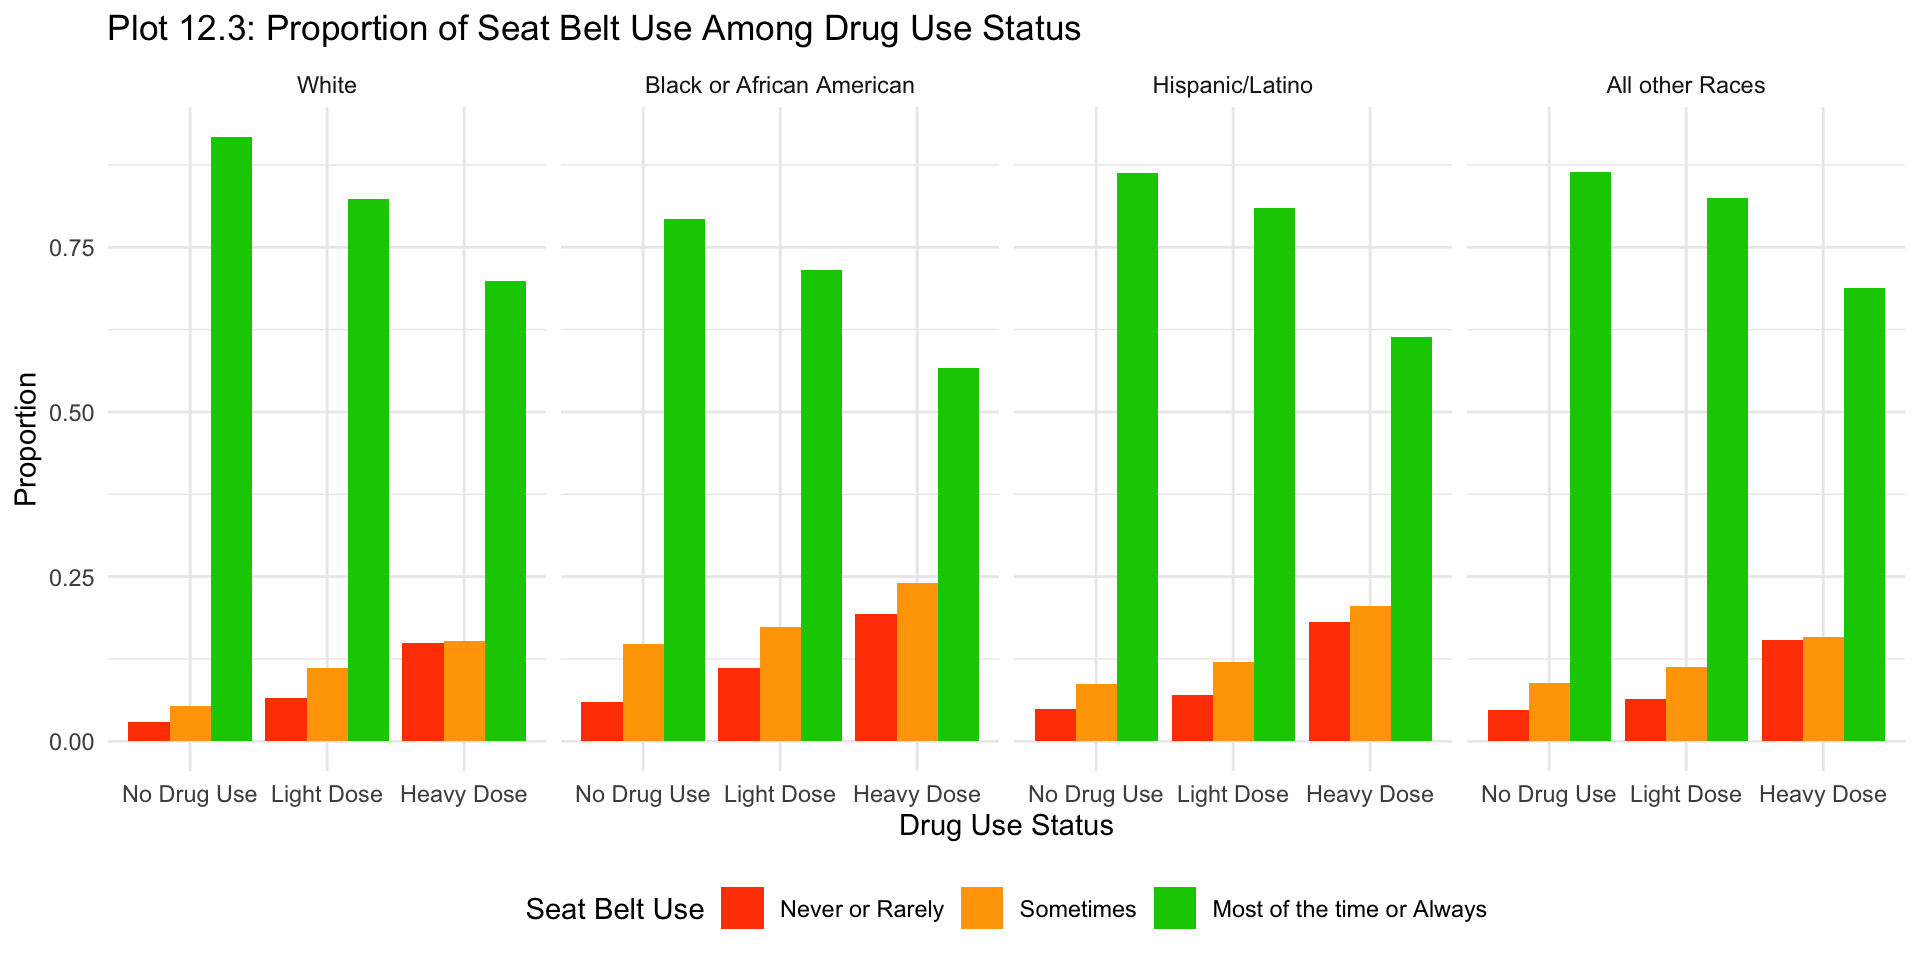 Plot 12.3: Proportion of Seat Belt Use Among Drug Use Status
White Black or African American Hispanic/Latino All other Races
Proportion
0.75
0.50
0.25
0.00
No Drug Use Light Dose Heavy Dose No Drug Use Light Dose Heavy Dose No Drug Use Light Dose Heavy Dose No Drug Use Light Dose Heavy Dose
Drug Use Status
Seat Belt Use Never or Rarely Sometimes Most of the time or Always